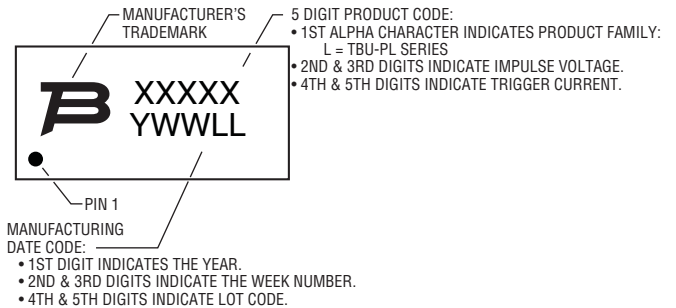 MANUFACTURER'S
TRADEMARK
5 DIGIT PRODUCT CODE:
• 1ST ALPHA CHARACTER INDICATES PRODUCT FAMILY:
L = TBU-PL SERIES
• 2ND & 3RD DIGITS INDICATE IMPULSE VOLTAGE.
• 4TH & 5TH DIGITS INDICATE TRIGGER CURRENT.
B
XXXXX
YWWLL
PIN 1
MANUFACTURING
DATE CODE:
• 1ST DIGIT INDICATES THE YEAR.
• 2ND & 3RD DIGITS INDICATE THE WEEK NUMBER.
• 4TH & 5TH DIGITS INDICATE LOT CODE.